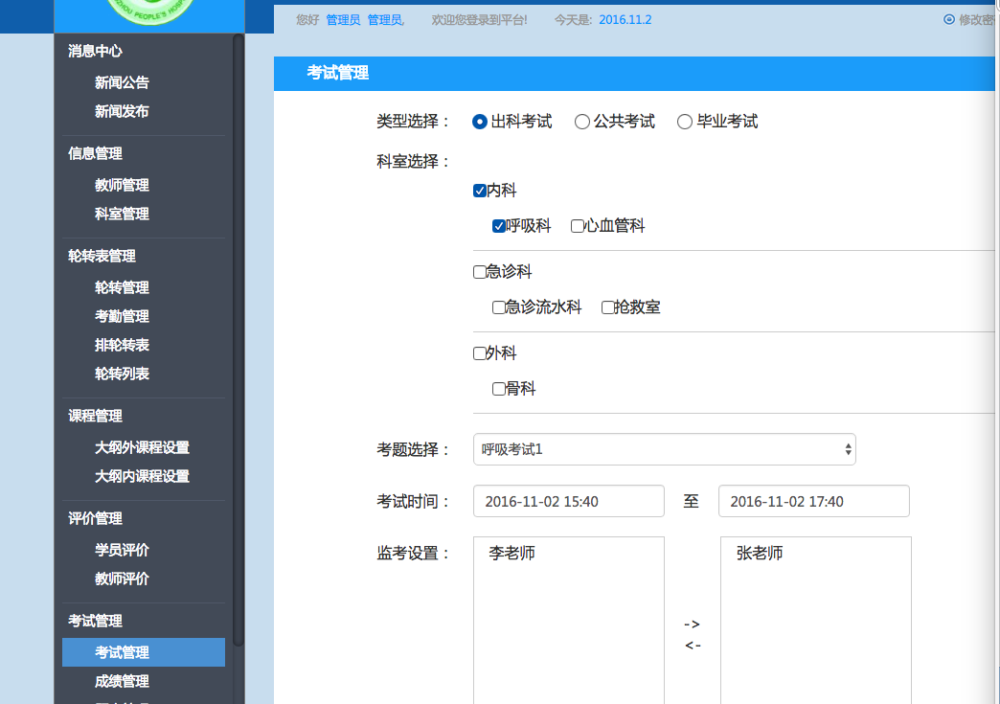 ZHOU PEOPLE'S HOSP
您好 管理员 管理员, 欢迎您登录到平台! 今天是: 2016.11.2 修改密
消息中心
新闻公告
新闻发布
信息管理
教师管理
科室管理
轮转表管理
轮转管理
考勤管理
排轮转表
轮转列表
课程管理
大纲外课程设置
大纲内课程设置
评价管理
学员评价
教师评价
考试管理
考试管理
成绩管理
考试管理
类型选择： 出科考试 公共考试 毕业考试
科室选择：
内科
呼吸科 心血管科
急诊科
急诊流水科 抢救室
外科
骨科
考题选择： 呼吸考试1
考试时间： 2016-11-02 15:40 至 2016-11-02 17:40
监考设置： 李老师 张老师
->
<-